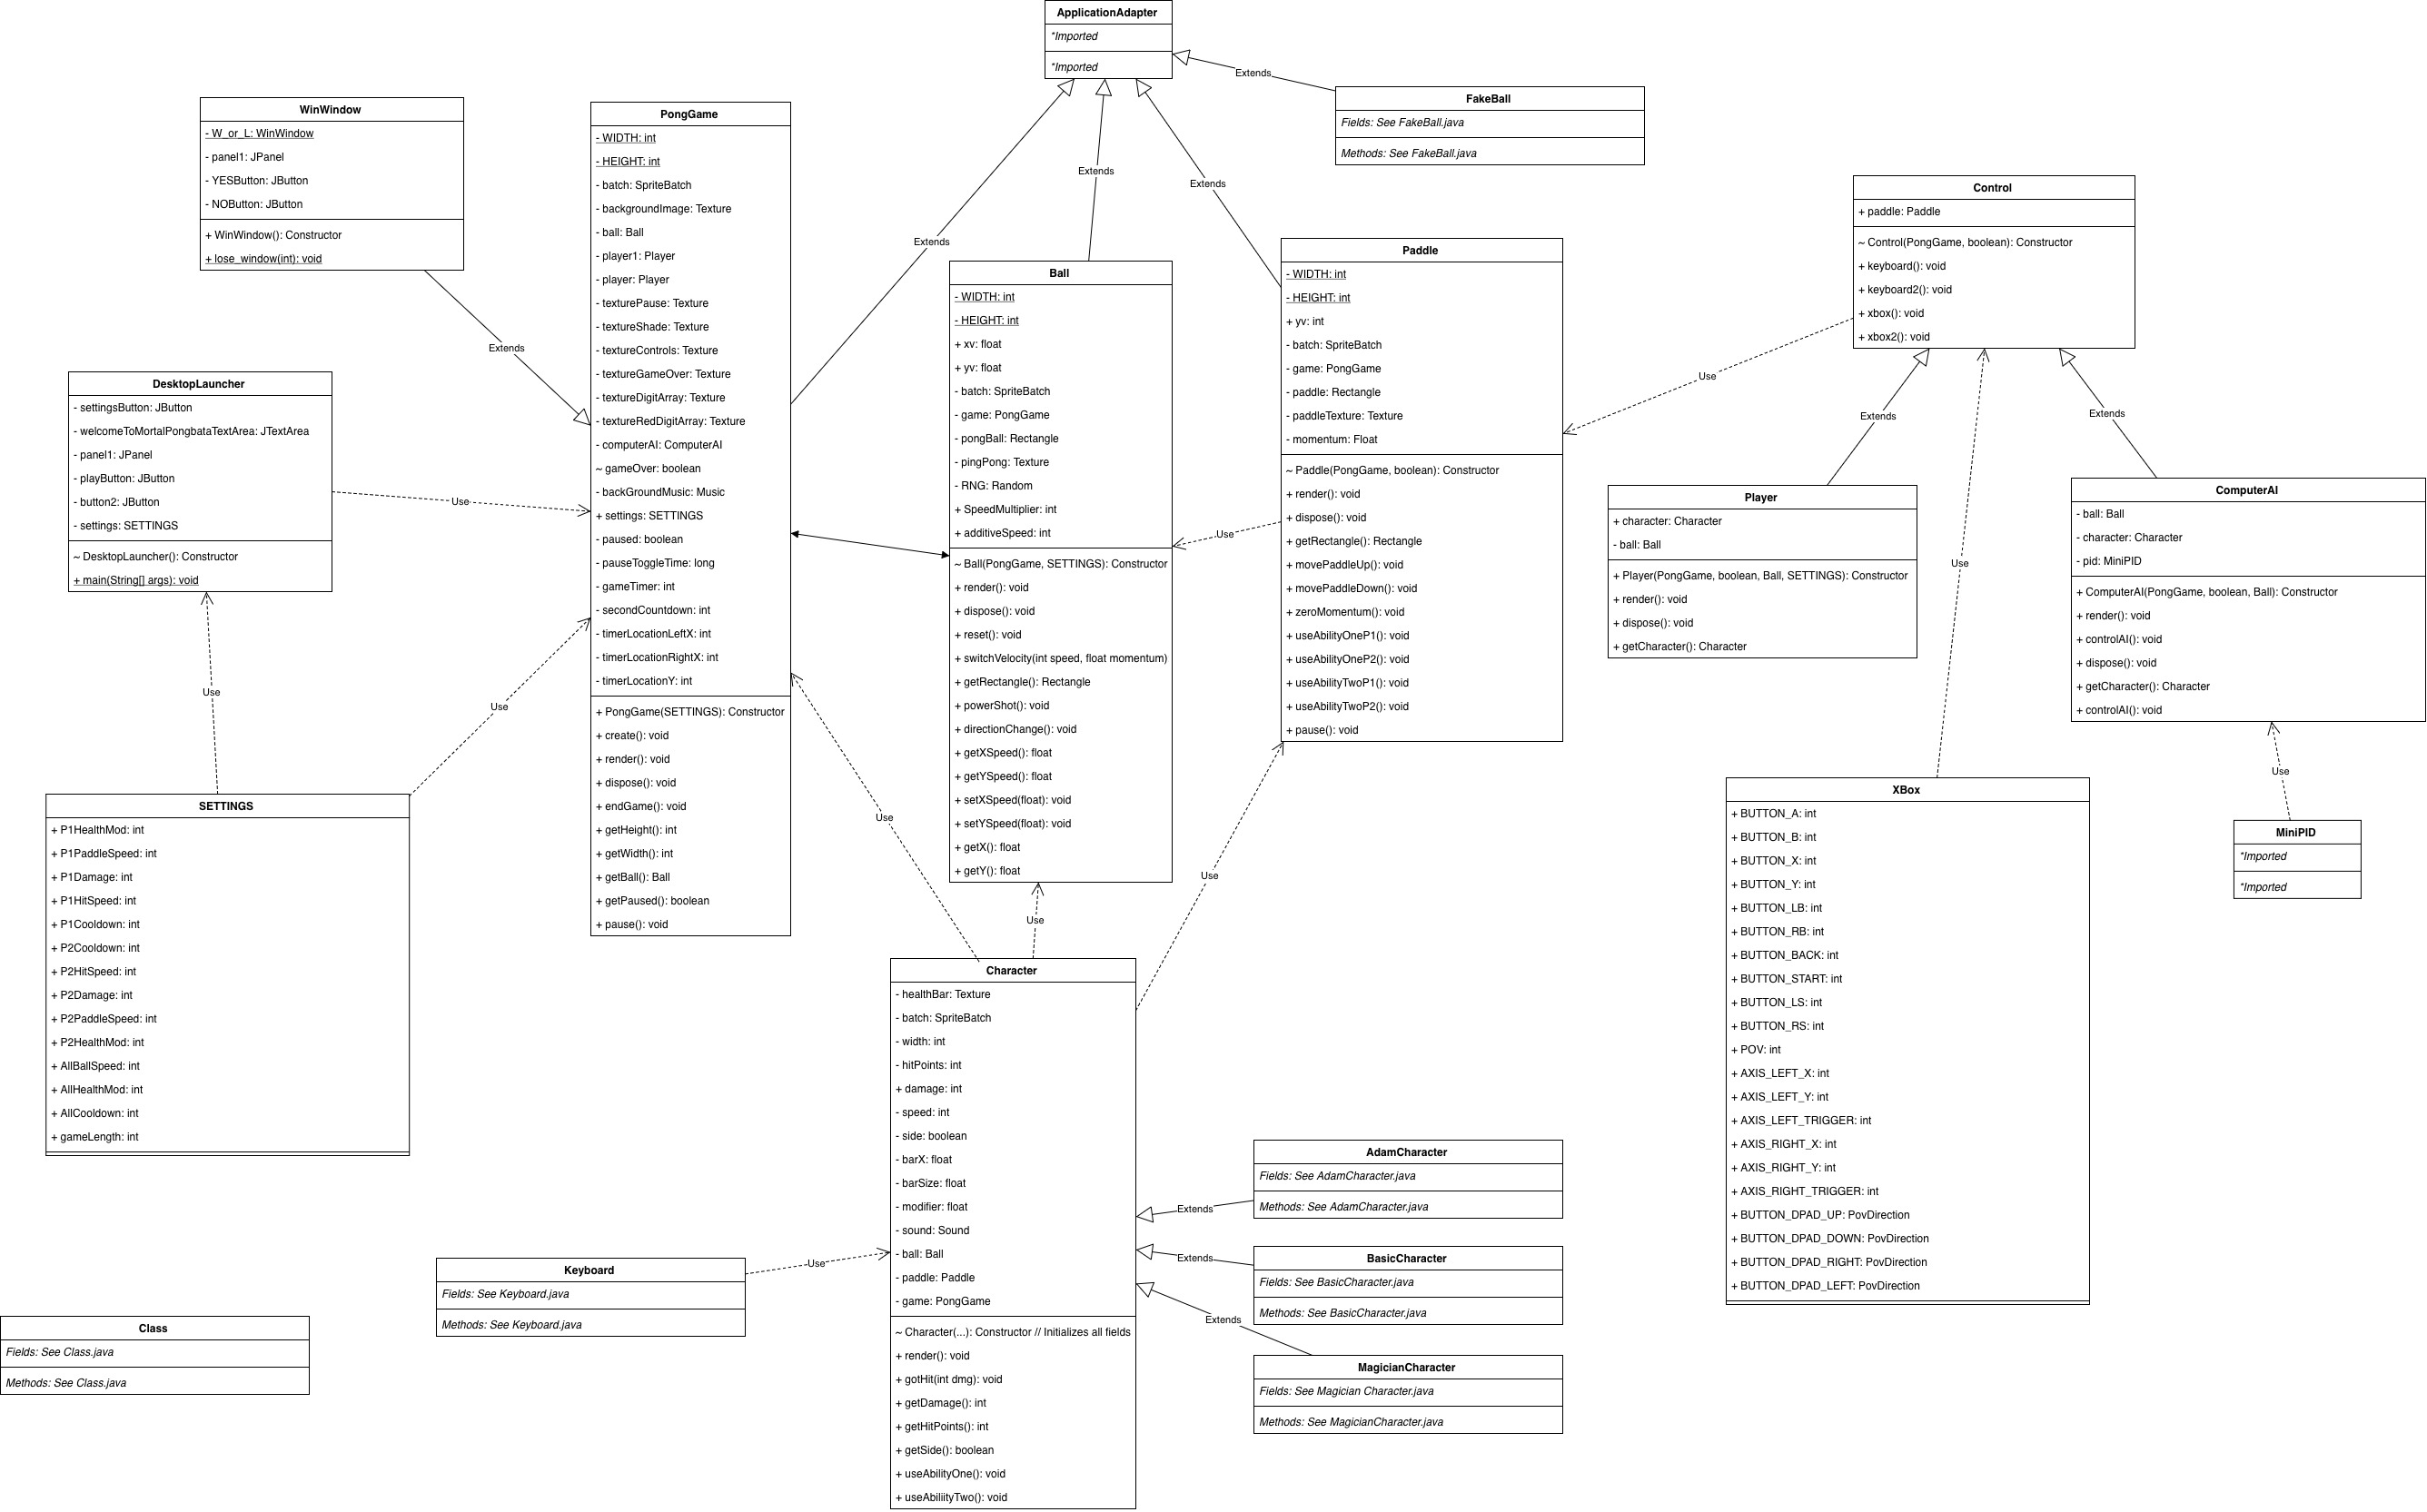 ApplicationAdapter
*Imported
*Imported
Extends
FakeBall
Fields: See FakeBall.java
Methods: See FakeBall.java
WinWindow
- W_or_L: WinWindow
- panel1: JPanel
- YESButton: JButton
- NOButton: JButton
+ WinWindow(): Constructor
+ lose_window(int): void
Extends
PongGame
- WIDTH: int
- HEIGHT: int
- batch: SpriteBatch
- backgroundImage: Texture
- ball: Ball
- player1: Player
- player: Player
- texturePause: Texture
- textureShade: Texture
- textureControls: Texture
- textureGameOver: Texture
- textureDigitArray: Texture
- textureRedDigitArray: Texture
- computerAI: ComputerAI
~ gameOver: boolean
- backGroundMusic: Music
+ settings: SETTINGS
- paused: boolean
- pauseToggleTime: long
- gameTimer: int
- secondCountdown: int
- timerLocationLeftX: int
- timerLocationRightX: int
- timerLocationY: int
+ PongGame(SETTINGS): Constructor
+ create(): void
+ render(): void
+ dispose(): void
+ endGame(): void
+ getHeight(): int
+ getWidth(): int
+ getBall(): Ball
+ getPaused(): boolean
+ pause(): void
Extends
Extends
Extends
Ball
- WIDTH: int
- HEIGHT: int
+ xv: float
+ yv: float
- batch: SpriteBatch
- game: PongGame
- pongBall: Rectangle
- pingPong: Texture
- RNG: Random
+ SpeedMultiplier: int
+ additiveSpeed: int
~ Ball(PongGame, SETTINGS): Constructor
+ render(): void
+ dispose(): void
+ reset(): void
+ switchVelocity(int speed, float momentum)
+ getRectangle(): Rectangle
+ powerShot(): void
+ directionChange(): void
+ getXSpeed(): float
+ getYSpeed(): float
+ setXSpeed(float): void
+ setYSpeed(float): void
+ getX(): float
+ getY(): float
Use
Paddle
- WIDTH: int
- HEIGHT: int
+ yv: int
- batch: SpriteBatch
- game: PongGame
- paddle: Rectangle
- paddleTexture: Texture
- momentum: Float
~ Paddle(PongGame, boolean): Constructor
+ render(): void
+ dispose(): void
+ getRectangle(): Rectangle
+ movePaddleUp(): void
+ movePaddleDown(): void
+ zeroMomentum(): void
+ useAbilityOneP1(): void
+ useAbilityOneP2(): void
+ useAbilityTwoP1(): void
+ useAbilityTwoP2(): void
+ pause(): void
Use
Control
+ paddle: Paddle
~ Control(PongGame, boolean): Constructor
+ keyboard(): void
+ keyboard2(): void
+ xbox(): void
+ xbox2(): void
Extends
Extends
Use
Player
+ character: Character
- ball: Ball
+ Player(PongGame, boolean, Ball, SETTINGS): Constructor
+ render(): void
+ dispose(): void
+ getCharacter(): Character
ComputerAI
- ball: Ball
- character: Character
- pid: MiniPID
+ ComputerAI(PongGame, boolean, Ball): Constructor
+ render(): void
+ controlAI(): void
+ dispose(): void
+ getCharacter(): Character
+ controlAI(): void
Use
MiniPID
*Imported
*Imported
DesktopLauncher
- settingsButton: JButton
- welcomeToMortalPongbataTextArea: JTextArea
- panel1: JPanel
- playButton: JButton
- button2: JButton
- settings: SETTINGS
~ DesktopLauncher(): Constructor
+ main(String[] args): void
Use
Use
Use
SETTINGS
+ P1HealthMod: int
+ P1PaddleSpeed: int
+ P1Damage: int
+ P1HitSpeed: int
+ P1Cooldown: int
+ P2Cooldown: int
+ P2HitSpeed: int
+ P2Damage: int
+ P2PaddleSpeed: int
+ P2HealthMod: int
+ AllBallSpeed: int
+ AllHealthMod: int
+ AllCooldown: int
+ gameLength: int
Use
Use
Use
XBox
+ BUTTON_A: int
+ BUTTON_B: int
+ BUTTON_X: int
+ BUTTON_Y: int
+ BUTTON_LB: int
+ BUTTON_RB: int
+ BUTTON_BACK: int
+ BUTTON_START: int
+ BUTTON_LS: int
+ BUTTON_RS: int
+ POV: int
+ AXIS_LEFT_X: int
+ AXIS_LEFT_Y: int
+ AXIS_LEFT_TRIGGER: int
+ AXIS_RIGHT_X: int
+ AXIS_RIGHT_Y: int
+ AXIS_RIGHT_TRIGGER: int
+ BUTTON_DPAD_UP: PovDirection
+ BUTTON_DPAD_DOWN: PovDirection
+ BUTTON_DPAD_RIGHT: PovDirection
+ BUTTON_DPAD_LEFT: PovDirection
Character
- healthBar: Texture
- batch: SpriteBatch
- width: int
- hitPoints: int
+ damage: int
- speed: int
- side: boolean
- barX: float
- barSize: float
- modifier: float
- sound: Sound
- ball: Ball
- paddle: Paddle
- game: PongGame
~ Character(...): Constructor // Initializes all fields
+ render(): void
+ gotHit(int dmg): void
+ getDamage(): int
+ getHitPoints(): int
+ getSide(): boolean
+ useAbilityOne(): void
+ useAbiliityTwo(): void
Extends
AdamCharacter
Fields: See AdamCharacter.java
Methods: See AdamCharacter.java
Extends
BasicCharacter
Fields: See BasicCharacter.java
Methods: See BasicCharacter.java
Extends
MagicianCharacter
Fields: See Magician Character.java
Methods: See MagicianCharacter.java
Use
Keyboard
Fields: See Keyboard.java
Methods: See Keyboard.java
Class
Fields: See Class.java
Methods: See Class.java